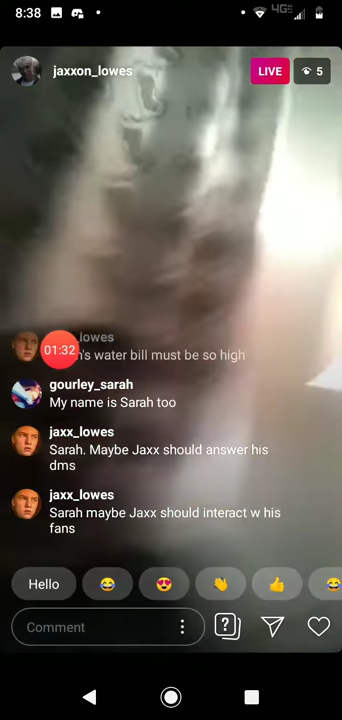 8:38
4G
jaxxon_lowes
LIVE
5
_lowes
01:32
n's water bill must be so high
gourley_sarah
My name is Sarah too
jaxx_lowes
Sarah. Maybe Jaxx should answer his
dms
jaxx_lowes
Sarah maybe Jaxx should interact w his
fans
Hello
Comment
?